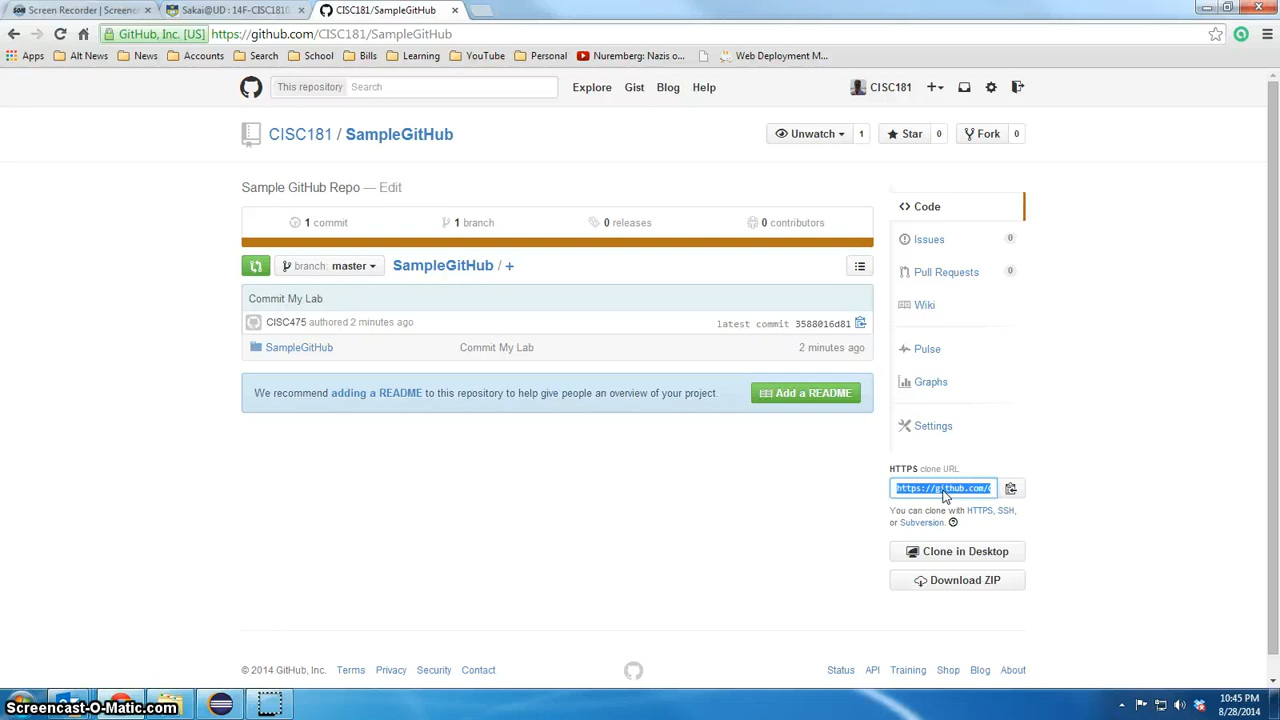 Screen Recorder | Screenc
Sakai@UD : 14F-CISC1810
CISC181/SampleGitHub
GitHub, Inc. [US] https://github.com/CISC181/SampleGitHub
Apps Alt News News Accounts Search School Bills Learning YouTube Personal Nuremberg: Nazis o... Web Deployment M...
This repository Search Explore Gist Blog Help CISC181
CISC181 / SampleGitHub Unwatch 1 Star 0 Fork 0
Sample GitHub Repo — Edit
1 commit 1 branch 0 releases 0 contributors
branch: master SampleGitHub / +
Commit My Lab
CISC475 authored 2 minutes ago latest commit 3588016d81
SampleGitHub Commit My Lab 2 minutes ago
We recommend adding a README to this repository to help give people an overview of your project. Add a README
Code
Issues 0
Pull Requests 0
Wiki
Pulse
Graphs
Settings
HTTPS clone URL
https://github.com/
You can clone with HTTPS, SSH,
or Subversion.
Clone in Desktop
Download ZIP
© 2014 GitHub, Inc. Terms Privacy Security Contact Status API Training Shop Blog About
Screencast-O-Matic.com
10:45 PM
8/28/2014